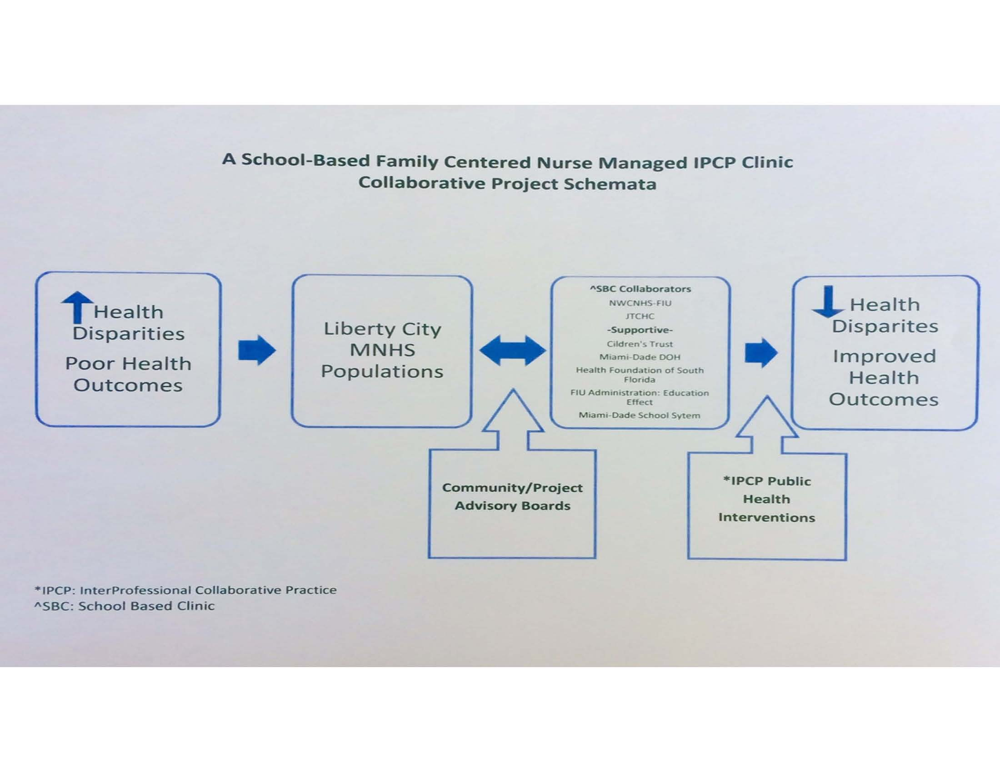 A School-Based Family Centered Nurse Managed IPCP Clinic
Collaborative Project Schemata
Health
Disparities
Poor Health
Outcomes
Liberty City
MNHS
Populations
^SBC Collaborators
NWCNHS-FIU
JTCHC
-Supportive-
Cildren's Trust
Miami-Dade DOH
Health Foundation of South
Florida
FIU Administration: Education
Effect
Miami-Dade School Sytem
Health
Disparites
Improved
Health
Outcomes
Community/Project
Advisory Boards
*IPCP Public
Health
Interventions
*IPCP: InterProfessional Collaborative Practice
^SBC: School Based Clinic